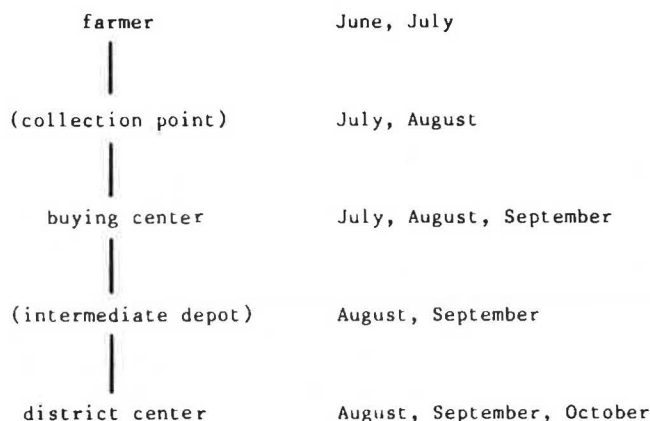 farmer June, July
(collection point) July, August
buying center July, August, September
(intermediate depot) August, September
district center August, September, October